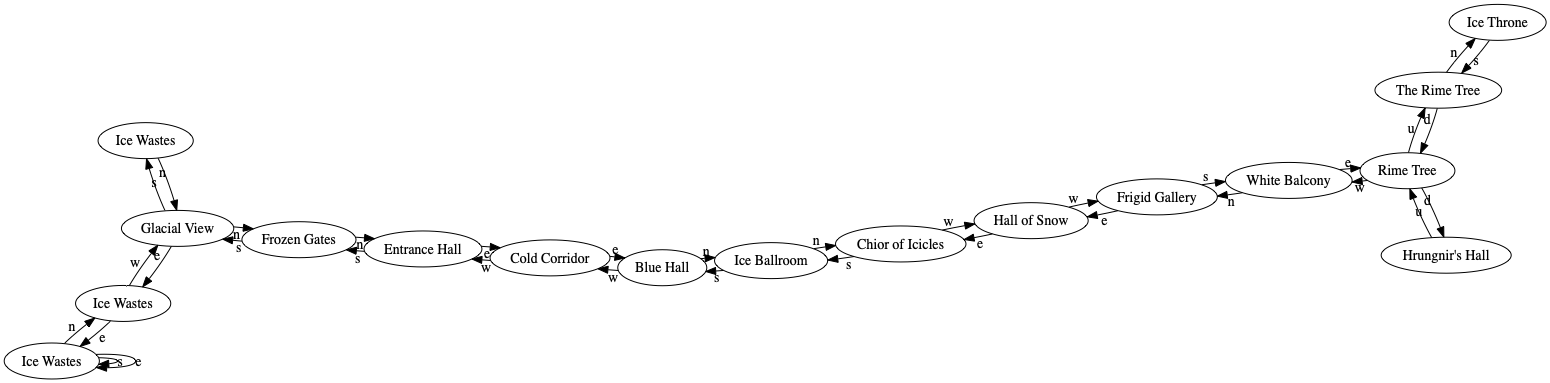 Ice Throne
n
s
The Rime Tree
u
d
Ice Wastes
s
n
e
w
Rime Tree
s
n
White Balcony
d
u
w
e
Frigid Gallery
n
s
w
e
Hall of Snow
Glacial View
n
s
Frozen Gates
n
s
Entrance Hall
e
w
Cold Corridor
e
w
Blue Hall
n
s
Ice Ballroom
Chior of Icicles
Hrungnir's Hall
w
e
Ice Wastes
n
e
Ice Wastes
s
e